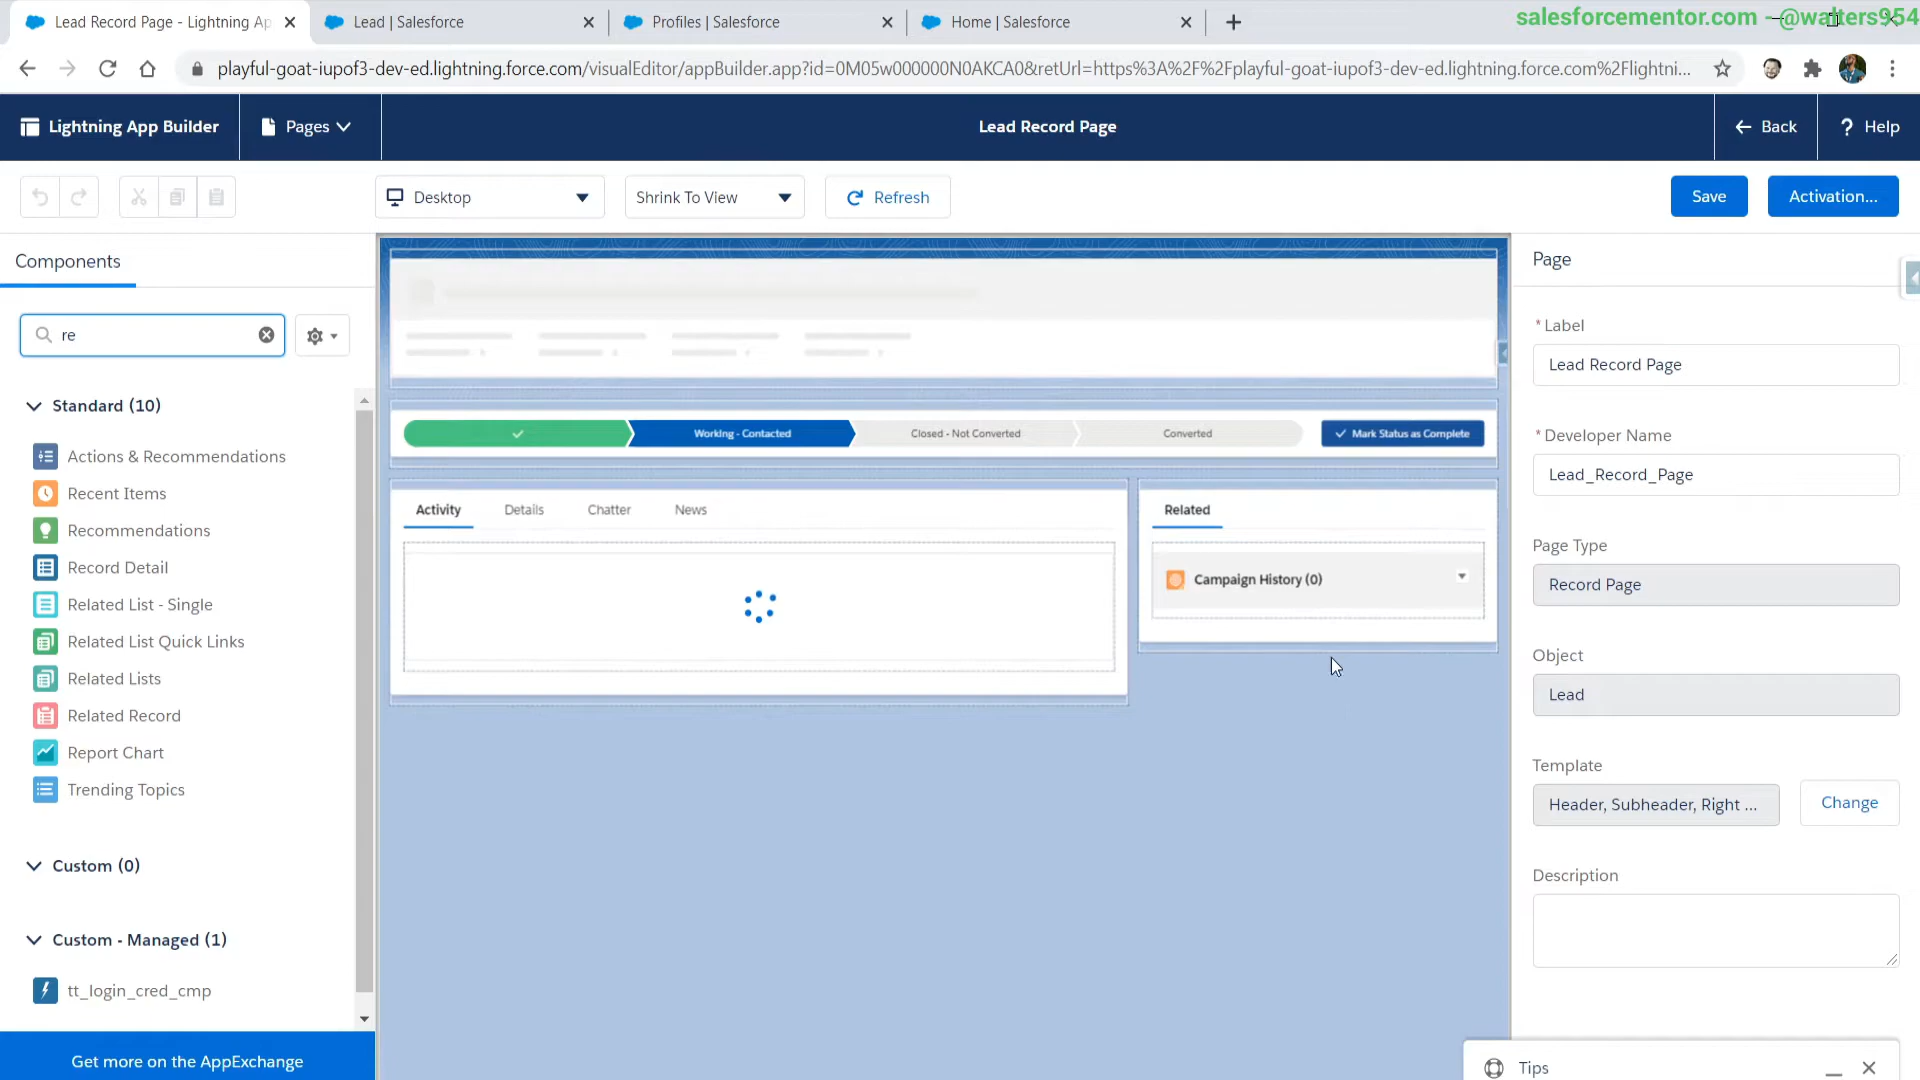 Lead Record Page - Lightning Ap
Lead | Salesforce
Profiles | Salesforce
Home | Salesforce
salesforcementor.com - @walters954
playful-goat-iupof3-dev-ed.lightning.force.com/visualEditor/appBuilder.app?id=0M05w000000N0AKCA0&retUrl=https%3A%2F%2Fplayful-goat-iupof3-dev-ed.lightning.force.com%2Flightni...
Lightning App Builder
Pages
Lead Record Page
Back
? Help
Desktop
Shrink To View
Refresh
Save
Activation...
Components
re
Standard (10)
Actions & Recommendations
Recent Items
Recommendations
Record Detail
Related List - Single
Related List Quick Links
Related Lists
Related Record
Report Chart
Trending Topics
Custom (0)
Custom - Managed (1)
tt_login_cred_cmp
Get more on the AppExchange
Working - Contacted
Closed - Not Converted
Converted
Mark Status as Complete
Activity
Details
Chatter
News
Related
Campaign History (0)
Page
* Label
Lead Record Page
* Developer Name
Lead_Record_Page
Page Type
Record Page
Object
Lead
Template
Header, Subheader, Right ...
Change
Description
Tips